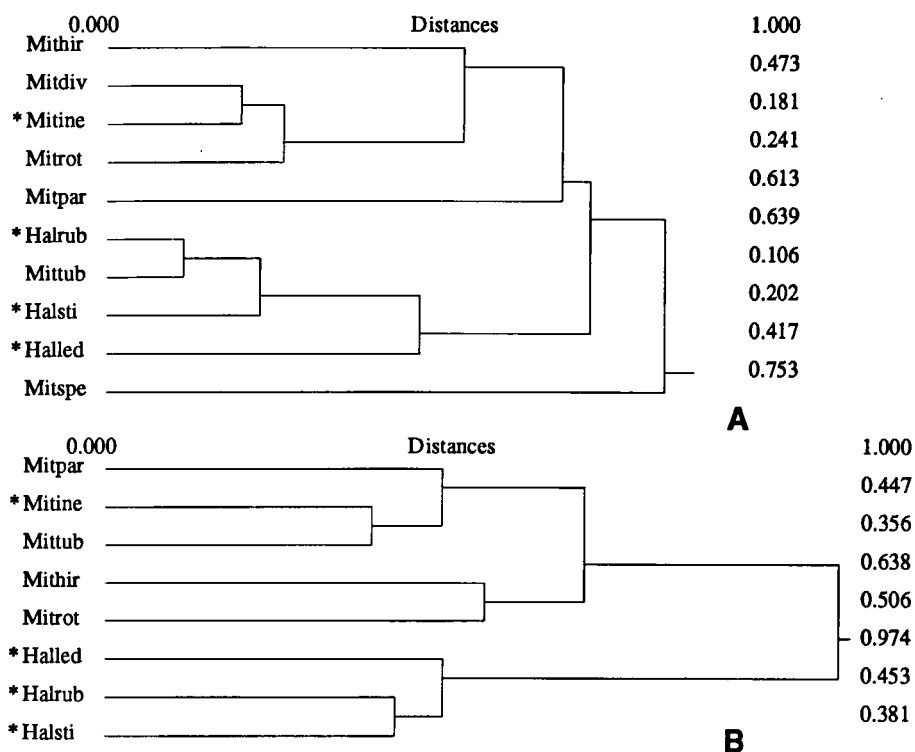 0.000 Distances 1.000
Mithir
0.473
Mitdiv
0.181
* Mitine
0.241
Mitrot
0.613
Mitpar
0.639
* Halrub
0.106
Mittub
0.202
* Halsti
0.417
* Halled
0.753
Mitspe
A
0.000 Distances 1.000
Mitpar
0.447
* Mitine
0.356
Mittub
0.638
Mithir
0.506
Mitrot
0.974
* Halled
0.453
* Halrub
0.381
* Halsti
B